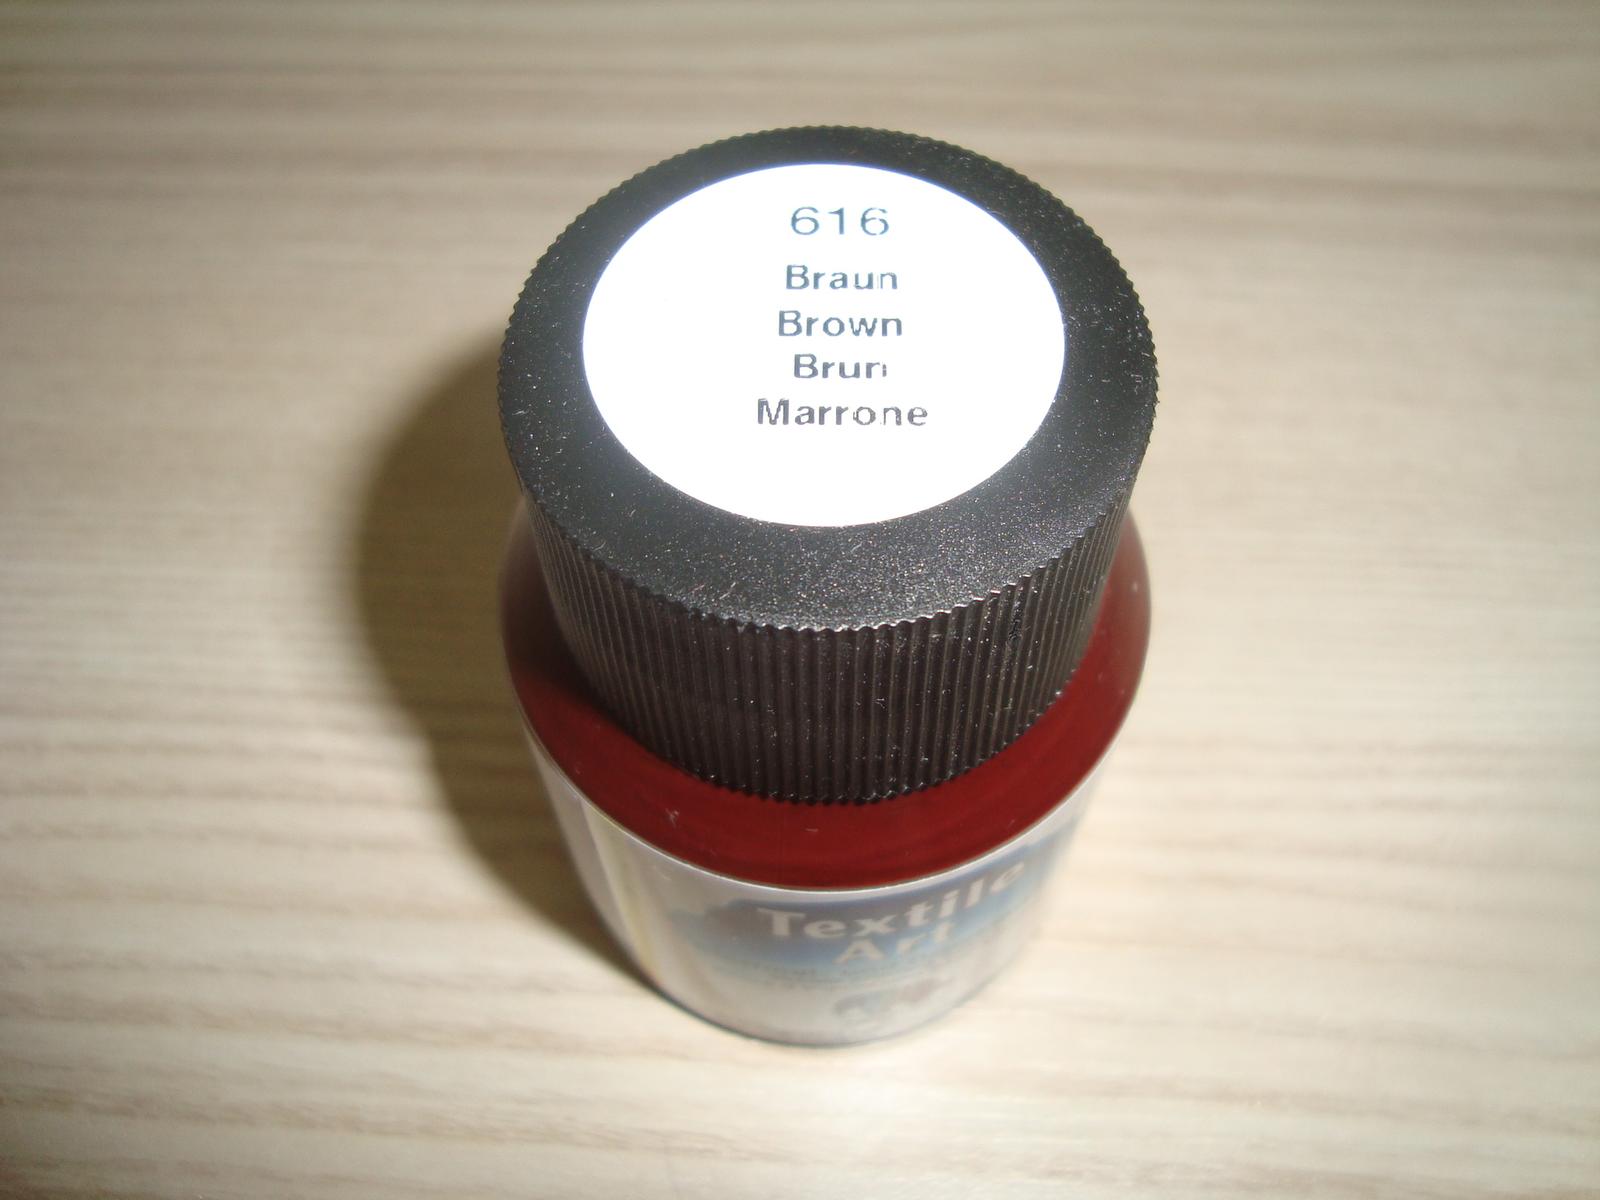 616
Braun
Brown
Brun
Marrone
Textile
Art